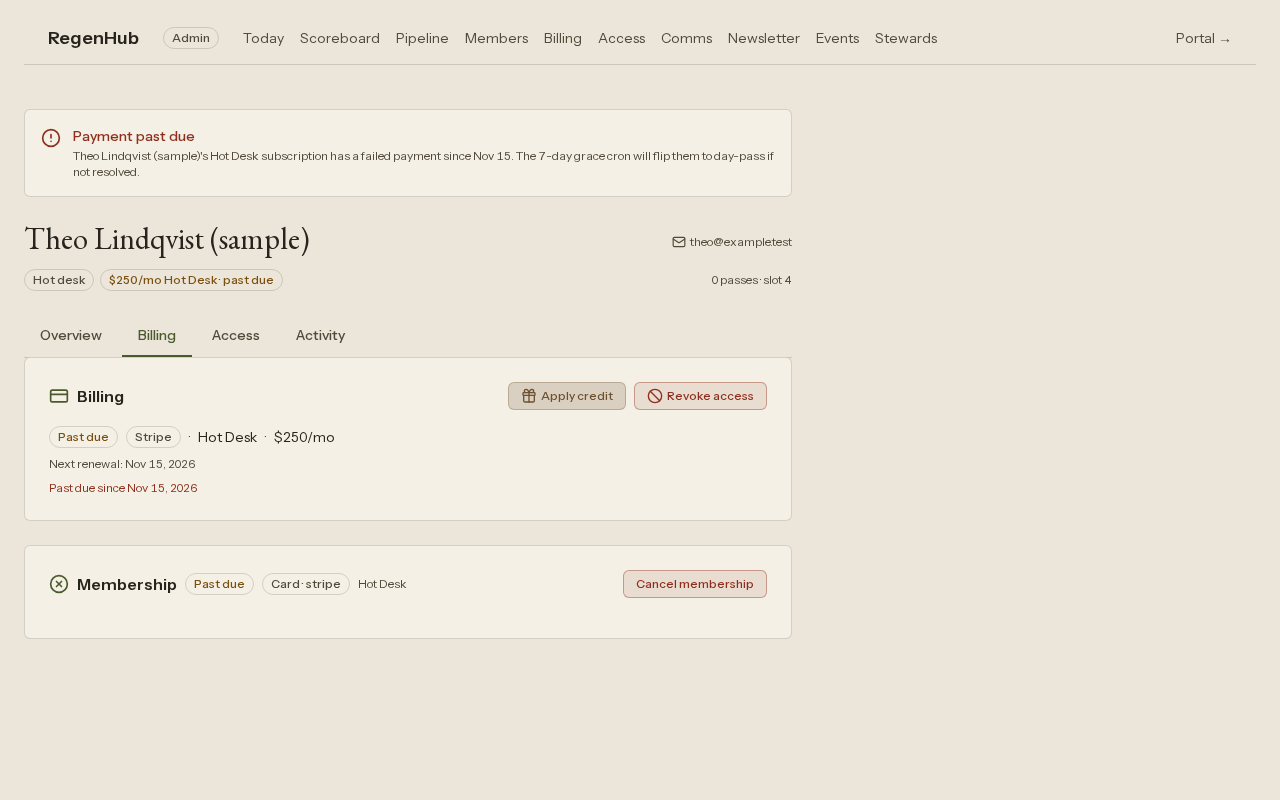 RegenHub Admin Today Scoreboard Pipeline Members Billing Access Comms Newsletter Events Stewards Portal →
Payment past due
Theo Lindqvist (sample)'s Hot Desk subscription has a failed payment since Nov 15. The 7-day grace cron will flip them to day-pass if
not resolved.
Theo Lindqvist (sample) theo@example.test
Hot desk $250/mo Hot Desk · past due 0 passes · slot 4
Overview Billing Access Activity
Billing Apply credit Revoke access
Past due Stripe · Hot Desk · $250/mo
Next renewal: Nov 15, 2026
Past due since Nov 15, 2026
Membership Past due Card · stripe Hot Desk Cancel membership